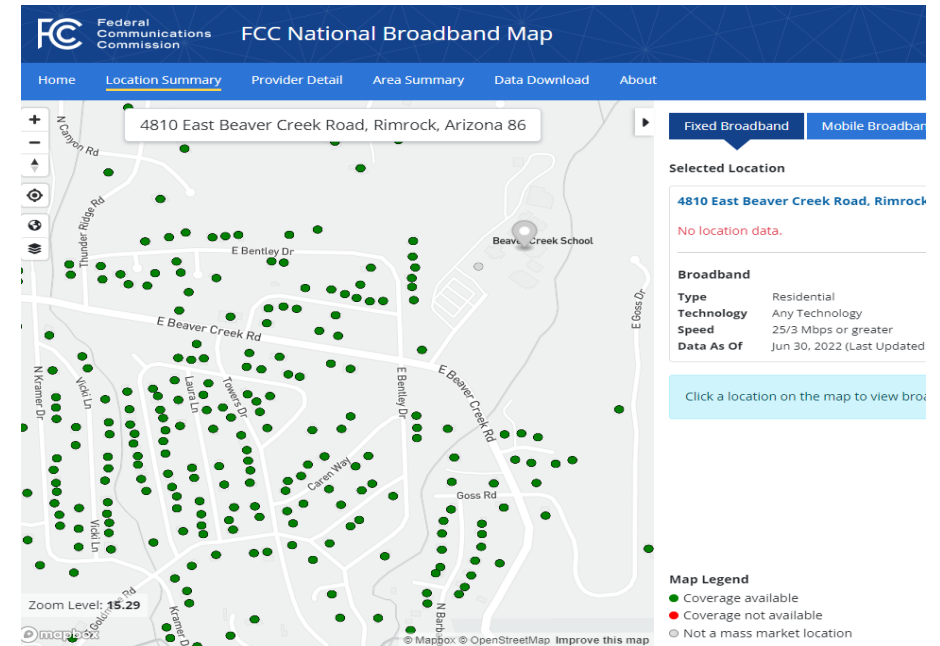 Federal
Communications
Commission
FCC National Broadband Map
Home Location Summary Provider Detail Area Summary Data Download About
4810 East Beaver Creek Road, Rimrock, Arizona 86
N Canyon Rd
Thunder Ridge Rd
E Bentley Dr
Beaver Creek School
E Goss Dr
E Beaver Creek Rd
N Kramer Dr
Vicki Ln
Laura Ln
Towers Dr
E Bentley Dr
E Beaver Creek Rd
Caren Way
Goss Rd
Vicki Ln
Kramer Dr
N Barba
Zoom Level: 15.29
mapbox
© Mapbox © OpenStreetMap Improve this map
Fixed Broadband Mobile Broadban
Selected Location
4810 East Beaver Creek Road, Rimrock
No location data.
Broadband
Type Residential
Technology Any Technology
Speed 25/3 Mbps or greater
Data As Of Jun 30, 2022 (Last Updated
Click a location on the map to view broa
Map Legend
Coverage available
Coverage not available
Not a mass market location